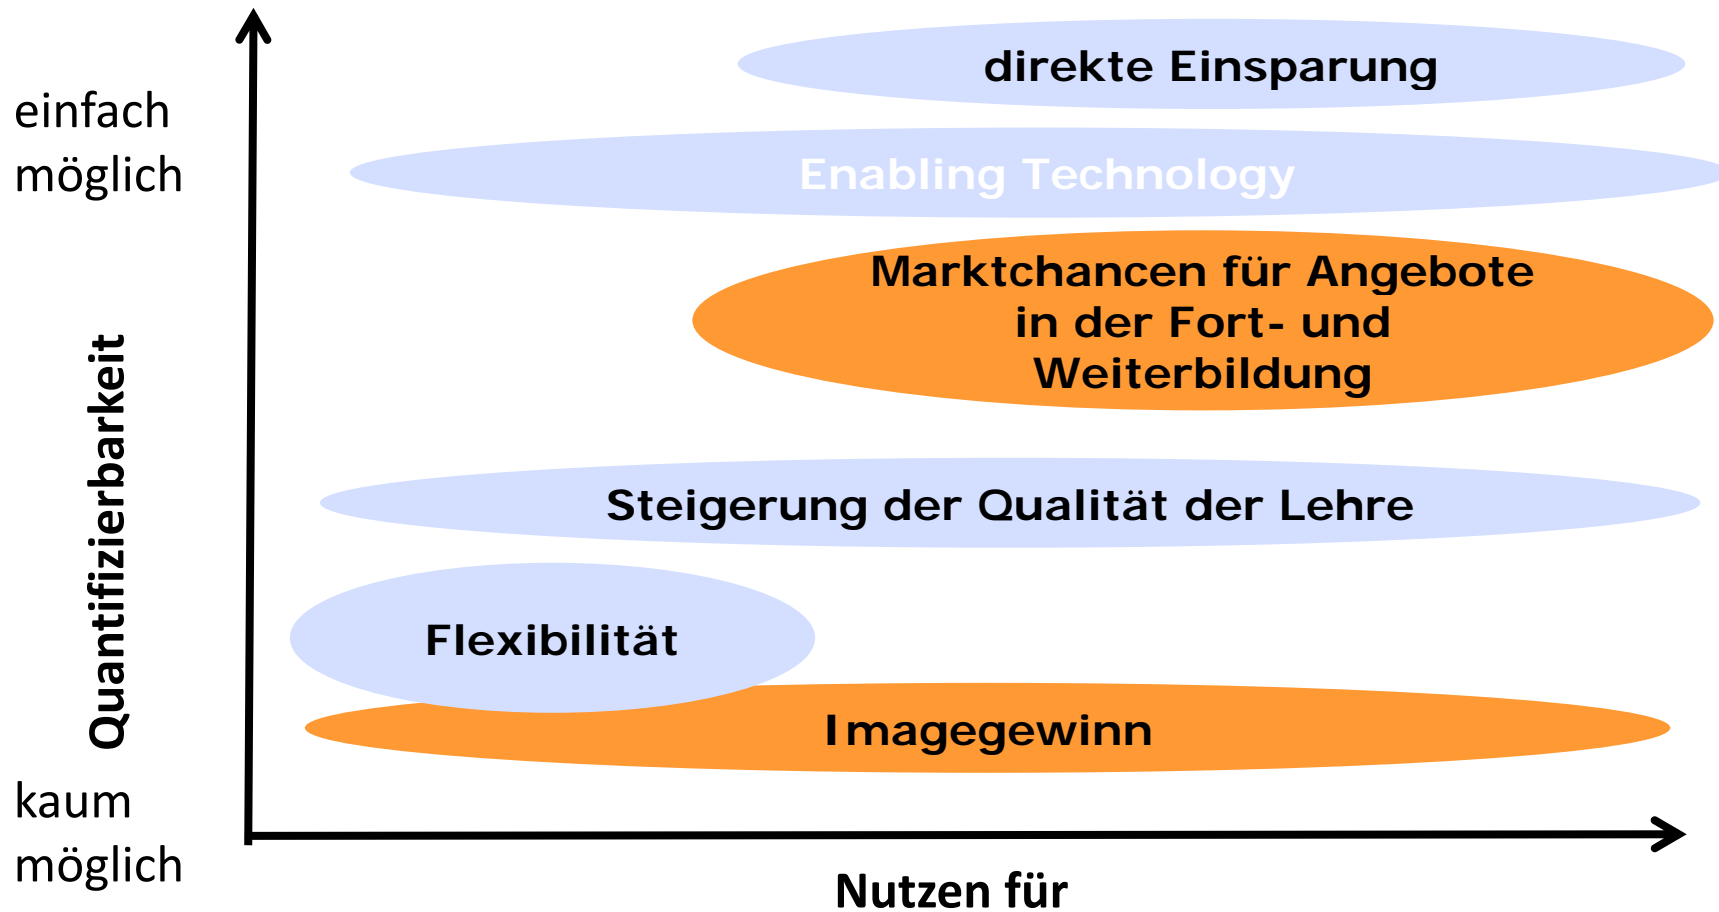 direkte Einsparung
einfach
möglich
Enabling Technology
Marktchancen für Angebote
in der Fort- und
Weiterbildung
Quantifizierbarkeit
Steigerung der Qualität der Lehre
Flexibilität
Imagegewinn
kaum
möglich
Nutzen für